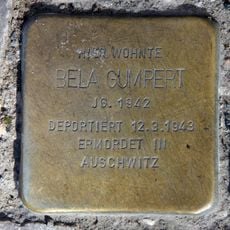 HIER WOHNTE
BELA GUMPERT
JG. 1942
DEPORTIERT 12.3.1943
ERMORDET IN
AUSCHWITZ